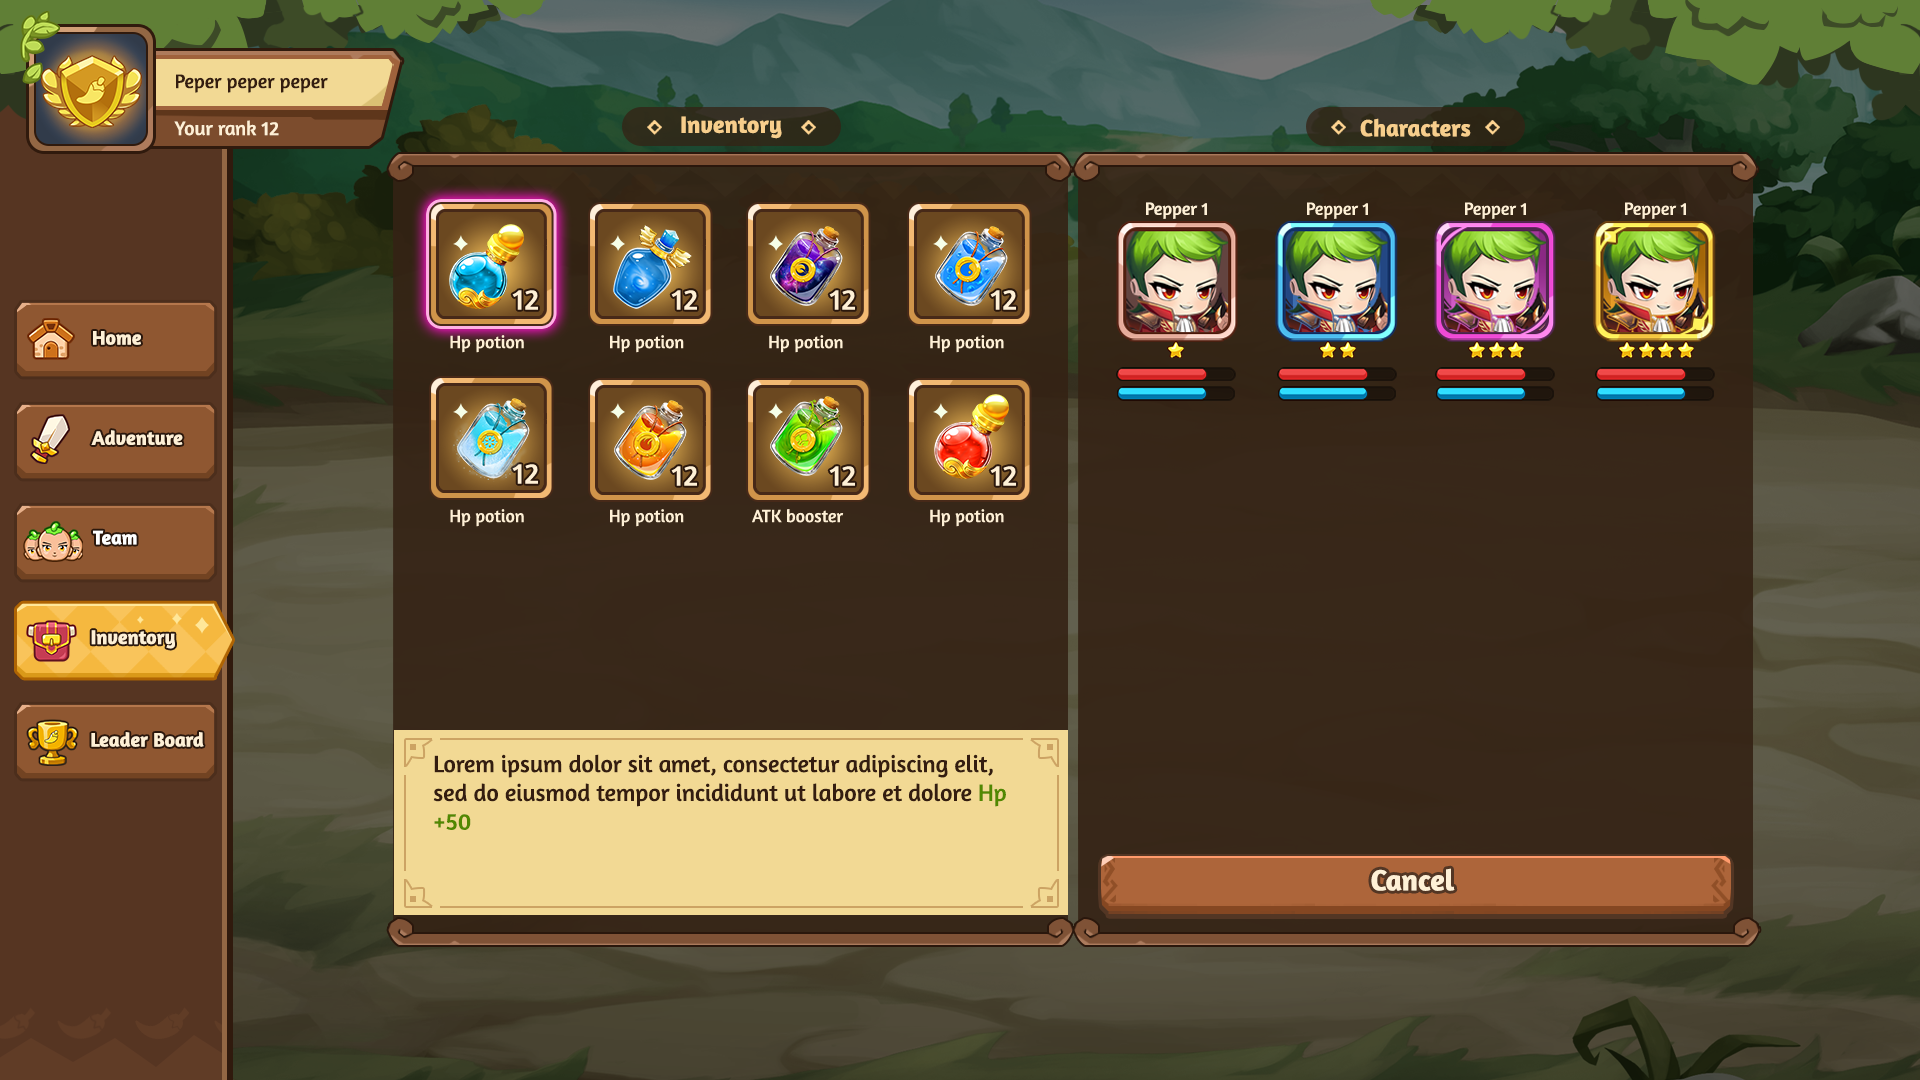 Peper peper peper
Your rank 12
Home
Adventure
Team
Inventory
Leader Board
Inventory
12
12
12
12
Hp potion
Hp potion
Hp potion
Hp potion
12
12
12
12
Hp potion
Hp potion
ATK booster
Hp potion
Lorem ipsum dolor sit amet, consectetur adipiscing elit,
sed do eiusmod tempor incididunt ut labore et dolore Hp
+50
Characters
Pepper 1
Pepper 1
Pepper 1
Pepper 1
Cancel